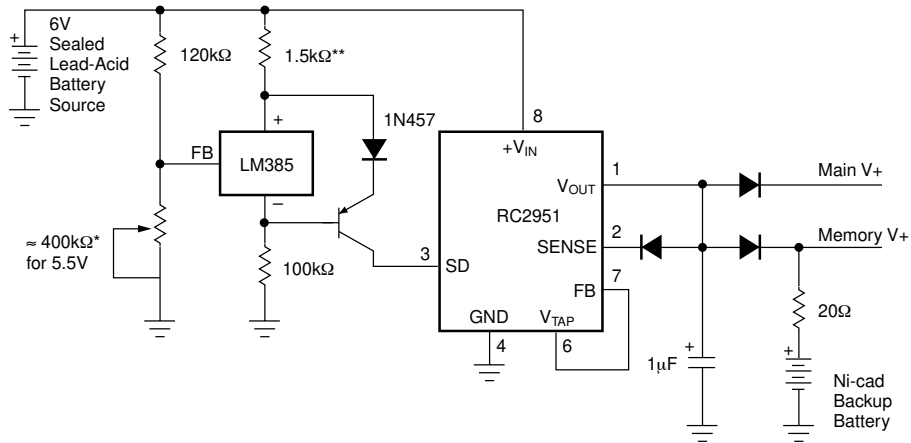 6V
Sealed
Lead-Acid
Battery
Source
+
120kΩ
1.5kΩ**
1N457
8
+
FB
LM385
–
≈ 400kΩ*
for 5.5V
100kΩ
3
+VIN
VOUT
1
RC2951
SENSE
2
SD
FB
7
GND
VTAP
4
6
Main V+
Memory V+
20Ω
+
1µF
+
Ni-cad
Backup
Battery